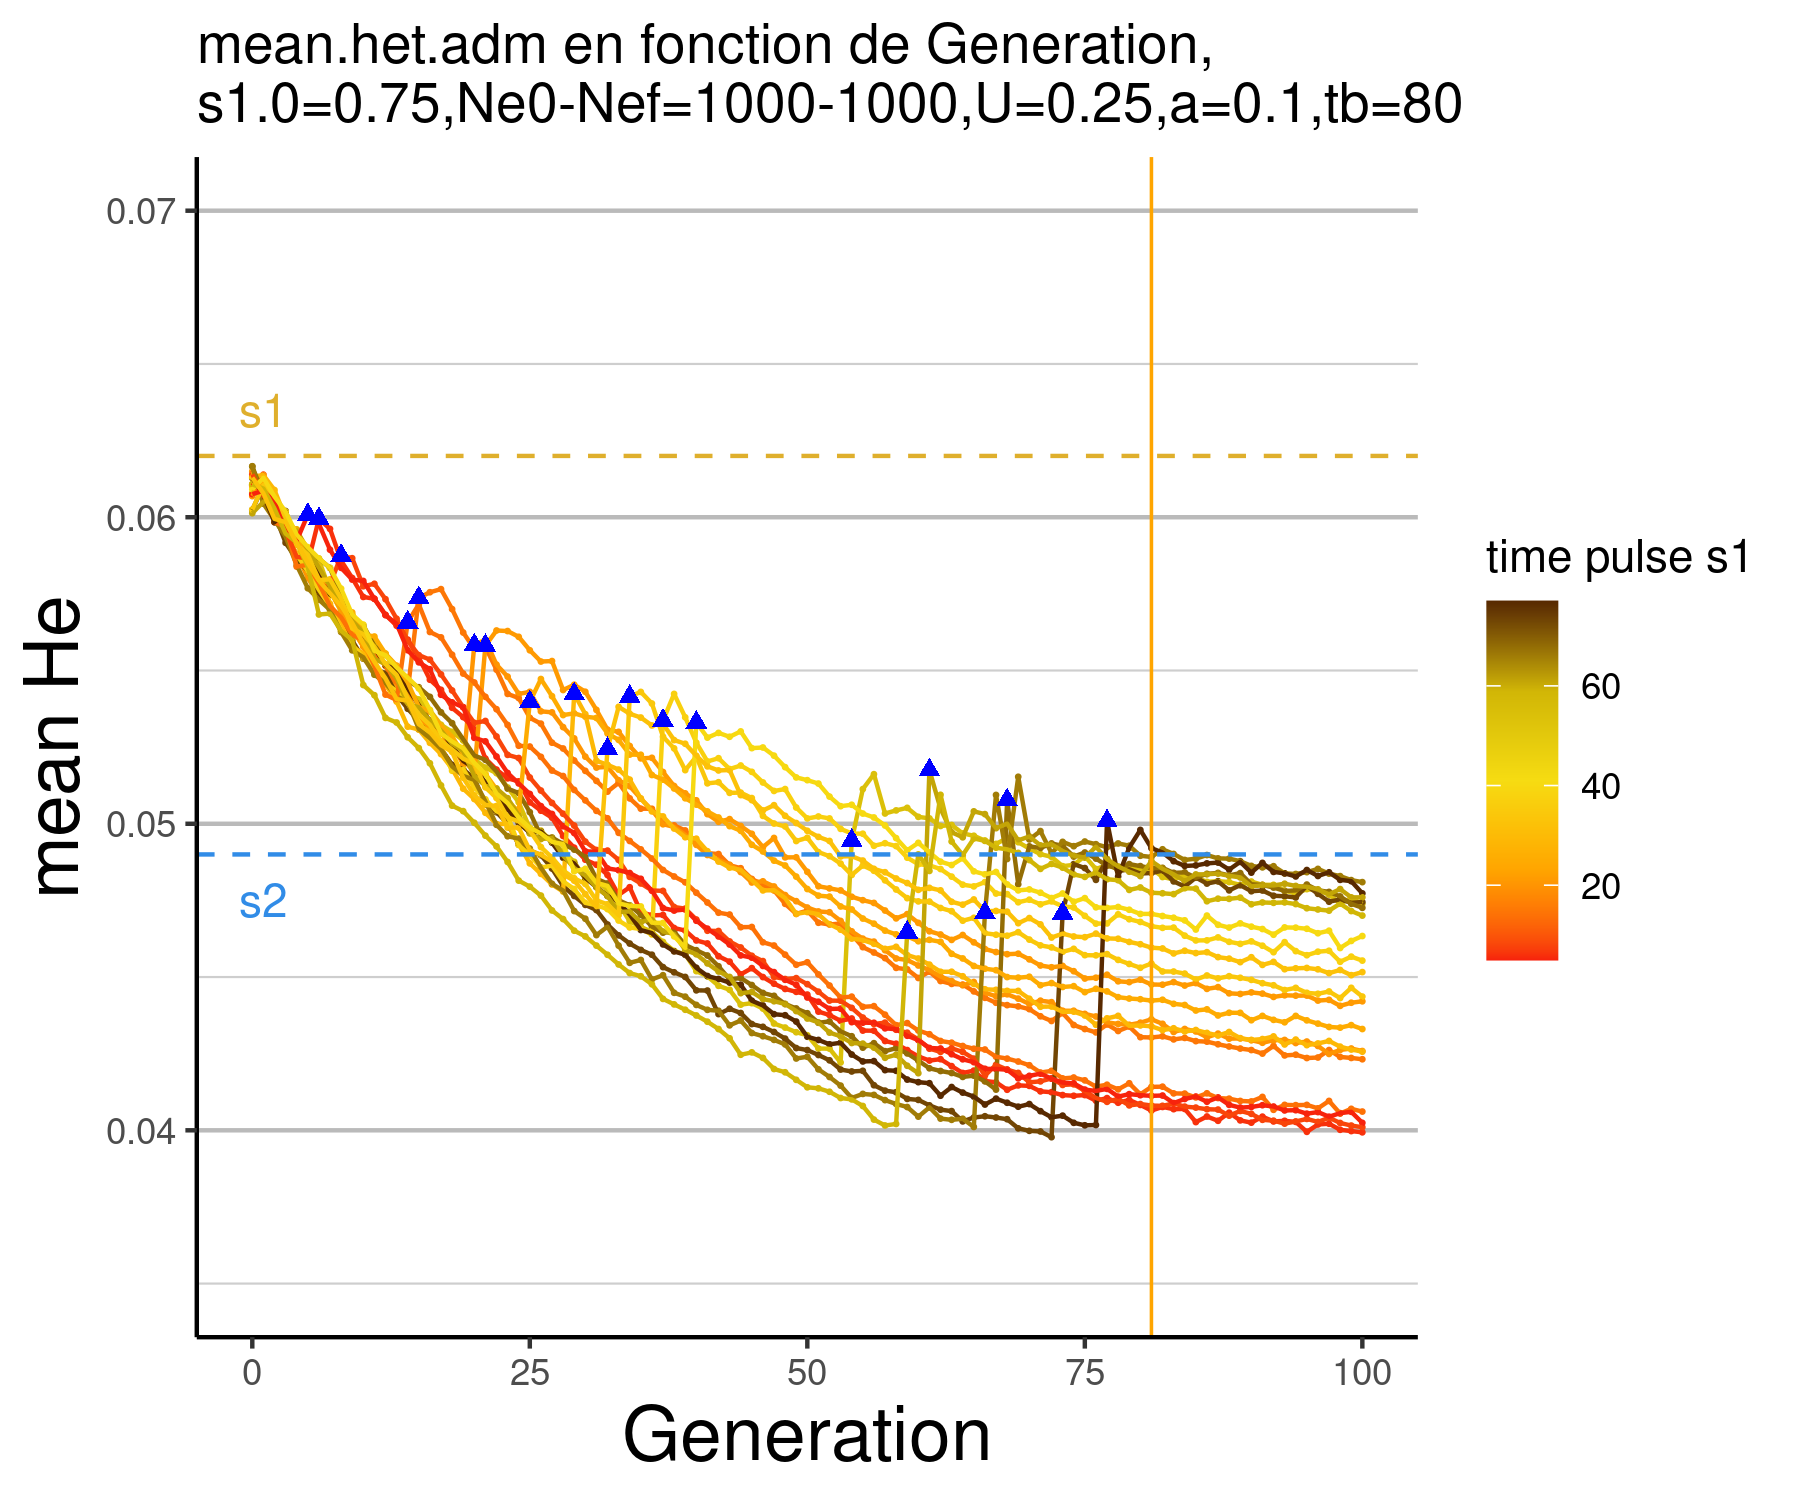 mean.het.adm en fonction de Generation,
s1.0=0.75,Ne0-Nef=1000-1000,U=0.25,a=0.1,tb=80
0.07
0.06
0.05
0.04
mean He
s1
s2
0
25
50
75
100
Generation
time pulse s1
60
40
20